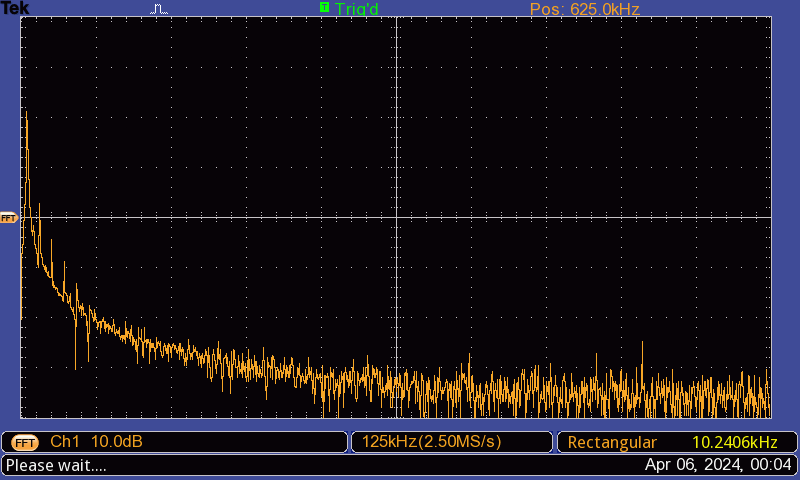 Tek Trig'd Pos: 625.0kHz
FFT
FFT Ch1 10.0dB 125kHz(2.50MS/s) Rectangular 10.2406kHz
Please wait.... Apr 06, 2024, 00:04